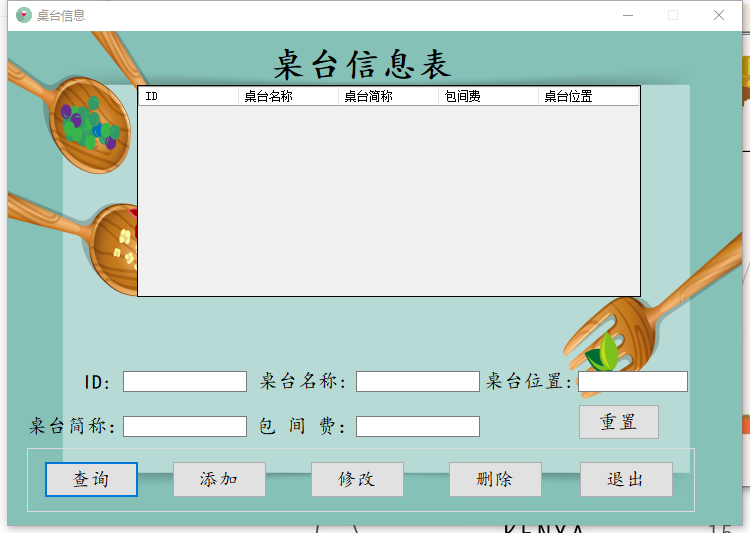 桌台信息
桌台信息表
ID 桌台名称 桌台简称 包间费 桌台位置
ID: 桌台名称: 桌台位置:
桌台简称: 包 间 费: 重置
查询 添加 修改 删除 退出
KENYA 15